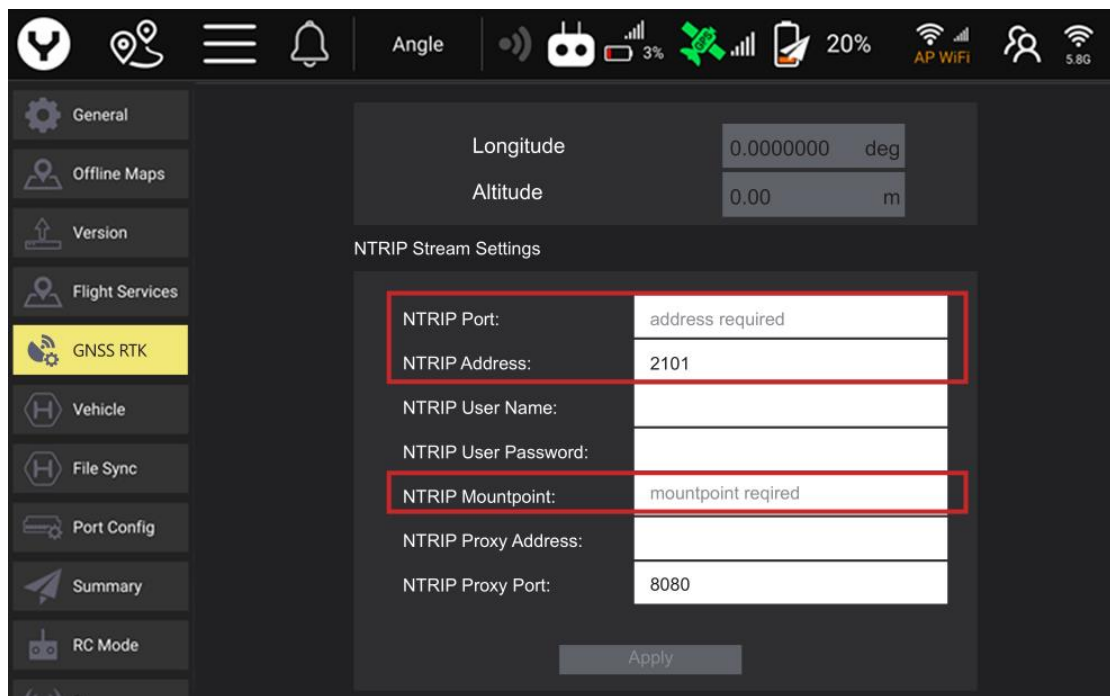 Angle
3%
20%
AP WiFi
5.8G
General
Offline Maps
Version
Flight Services
GNSS RTK
Vehicle
File Sync
Port Config
Summary
RC Mode
Longitude 0.0000000 deg
Altitude 0.00 m
NTRIP Stream Settings
NTRIP Port: address required
NTRIP Address: 2101
NTRIP User Name:
NTRIP User Password:
NTRIP Mountpoint: mountpoint reqired
NTRIP Proxy Address:
NTRIP Proxy Port: 8080
Apply